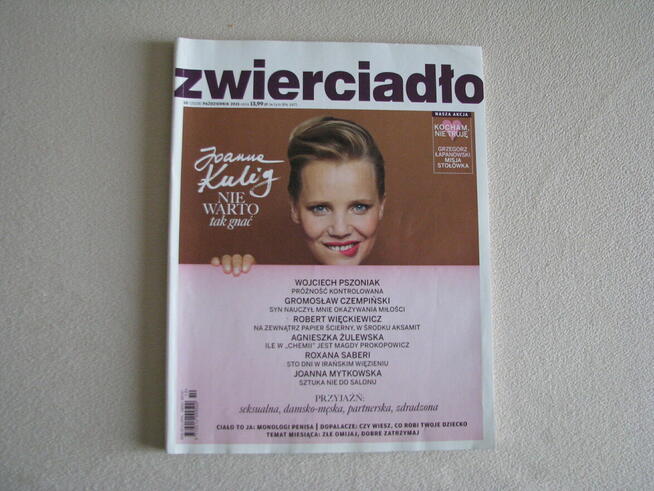 zwierciadło
PAŹDZIERNIK 2015
13,99
NASZA AKCJA
KOCHAM,
NIE TRUJĘ
GRZEGORZ
ŁAPANOWSKI
MISJA
STOŁÓWKA
Joanna
Kulig
NIE
WARTO
tak gnać
WOJCIECH PSZONIAK
PRÓŻNOŚĆ KONTROLOWANA
GROMOSŁAW CZEMPIŃSKI
SYN NAUCZYŁ MNIE OKAZYWANIA MIŁOŚCI
ROBERT WIĘCKIEWICZ
NA ZEWNĄTRZ PAPIER ŚCIERNY, W ŚRODKU AKSAMIT
AGNIESZKA ŻULEWSKA
ILE W „CHEMII” JEST MAGDY PROKOPOWICZ
ROXANA SABERI
STO DNI W IRAŃSKIM WIĘZIENIU
JOANNA MYTKOWSKA
SZTUKA NIE DO SALONU
PRZYJAŹŃ:
seksualna, damsko-męska, partnerska, zdradzona
CIAŁO TO JA: MONOLOGI PENISA | DOPALACZE: CZY WIESZ, CO ROBI TWOJE DZIECKO
TEMAT MIESIĄCA: ZŁE OMIJAJ, DOBRE ZATRZYMAJ